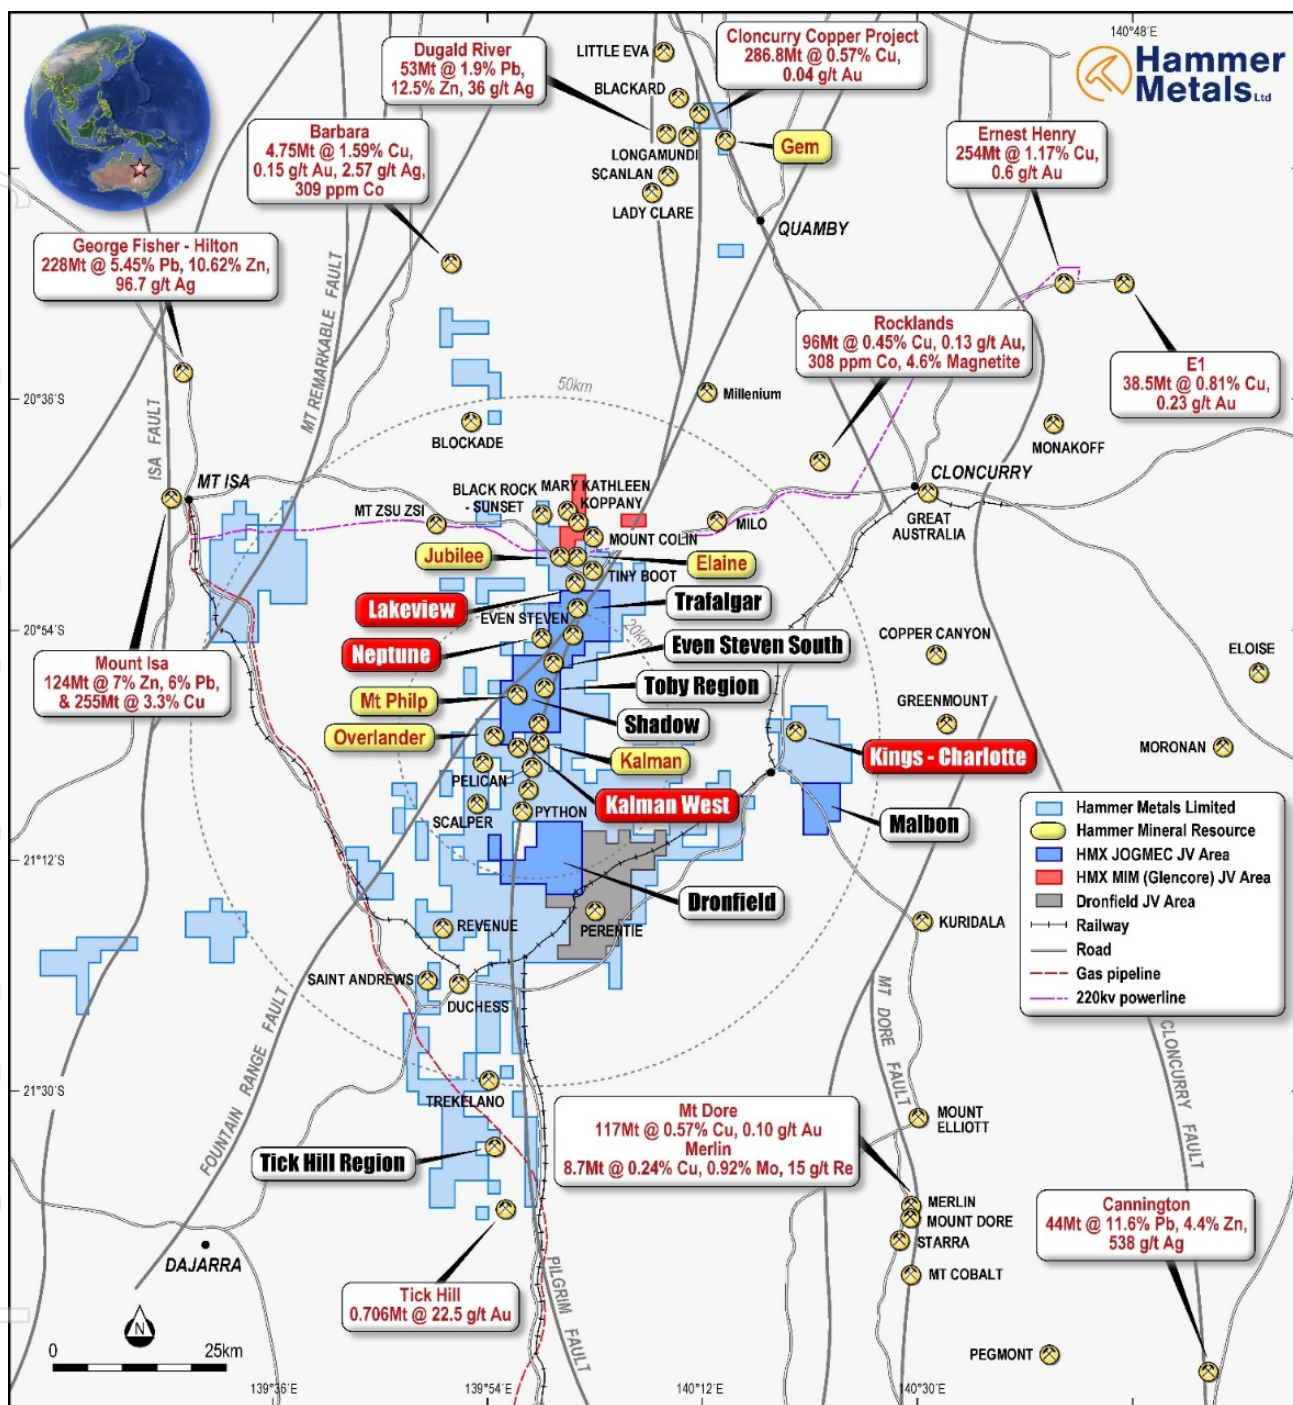 140°48´E
Hammer
Metals Ltd
Dugald River
53Mt @ 1.9% Pb,
12.5% Zn, 36 g/t Ag
LITTLE EVA
Cloncurry Copper Project
286.8Mt @ 0.57% Cu,
0.04 g/t Au
BLACKARD
Barbara
4.75Mt @ 1.59% Cu,
0.15 g/t Au, 2.57 g/t Ag,
309 ppm Co
Ernest Henry
254Mt @ 1.17% Cu,
0.6 g/t Au
LONGAMUNDI
Gem
SCANLAN
LADY CLARE
QUAMBY
George Fisher - Hilton
228Mt @ 5.45% Pb, 10.62% Zn,
96.7 g/t Ag
MT REMARKABLE FAULT
Rocklands
96Mt @ 0.45% Cu, 0.13 g/t Au,
308 ppm Co, 4.6% Magnetite
E1
38.5Mt @ 0.81% Cu,
0.23 g/t Au
50km
Millenium
20°36´S
ISA FAULT
BLOCKADE
MONAKOFF
MT ISA
CLONCURRY
BLACK ROCK
- SUNSET
MARY KATHLEEN
KOPPANY
MT ZSU ZSI
MILO
GREAT
AUSTRALIA
MOUNT COLIN
Jubilee
Elaine
TINY BOOT
Lakeview
Trafalgar
EVEN STEVEN
20°54´S
20km
Even Steven South
COPPER CANYON
ELOISE
Neptune
Mount Isa
124Mt @ 7% Zn, 6% Pb,
& 255Mt @ 3.3% Cu
Toby Region
Mt Philp
Shadow
GREENMOUNT
Overlander
Kalman
Kings - Charlotte
MORONAN
PELICAN
Kalman West
SCALPER
PYTHON
Malbon
Hammer Metals Limited
Hammer Mineral Resource
HMX JOGMEC JV Area
HMX MIM (Glencore) JV Area
Dronfield JV Area
Railway
Road
Gas pipeline
220kv powerline
21°12´S
Dronfield
REVENUE
PERENTIE
KURIDALA
SAINT ANDREWS
DUCHESS
FOUNTAIN RANGE FAULT
MT DORE FAULT
CLONCURRY FAULT
21°30´S
TREKELANO
Mt Dore
117Mt @ 0.57% Cu, 0.10 g/t Au
Merlin
8.7Mt @ 0.24% Cu, 0.92% Mo, 15 g/t Re
MOUNT
ELLIOTT
Tick Hill Region
MERLIN
MOUNT DORE
STARRA
MT COBALT
Cannington
44Mt @ 11.6% Pb, 4.4% Zn,
538 g/t Ag
DAJARRA
Tick Hill
0.706Mt @ 22.5 g/t Au
PILGRIM FAULT
N
0
25km
PEGMONT
139°36´E
139°54´E
140°12´E
140°30´E